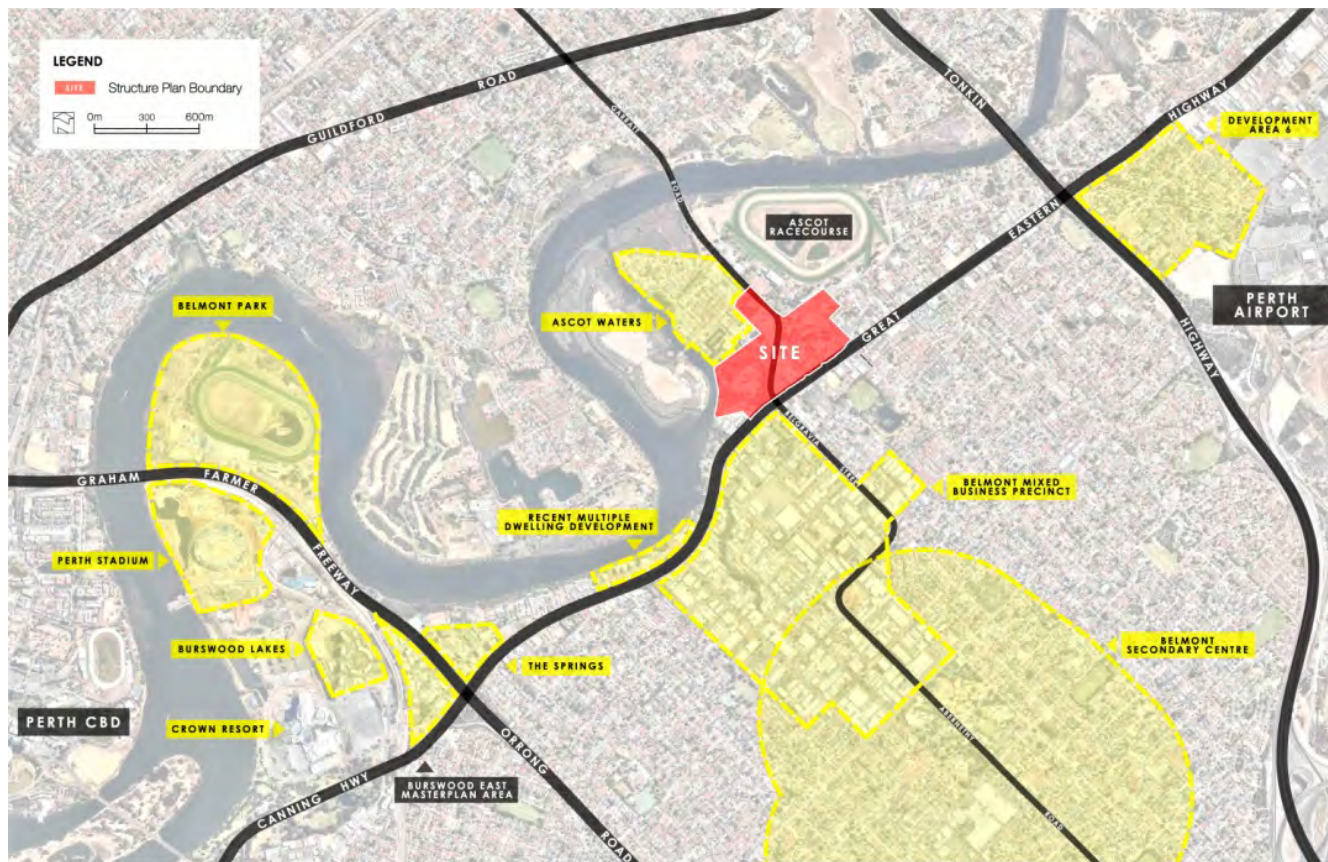 LEGEND
SITE Structure Plan Boundary
0m 300 600m
GUILDFORD ROAD
GARRATT ROAD
TONKIN HIGHWAY
GREAT EASTERN HIGHWAY
DEVELOPMENT
AREA 6
ASCOT
RACECOURSE
PERTH
AIRPORT
BELMONT PARK
ASCOT WATERS
SITE
BELGRAVIA STREET
GRAHAM FARMER FREEWAY
BELMONT MIXED
BUSINESS PRECINCT
RECENT MULTIPLE
DWELLING DEVELOPMENT
PERTH STADIUM
BURSWOOD LAKES
THE SPRINGS
BELMONT
SECONDARY CENTRE
PERTH CBD
CROWN RESORT
ORRONG ROAD
BURSWOOD EAST
MASTERPLAN AREA
CANNING HWY
ROAD